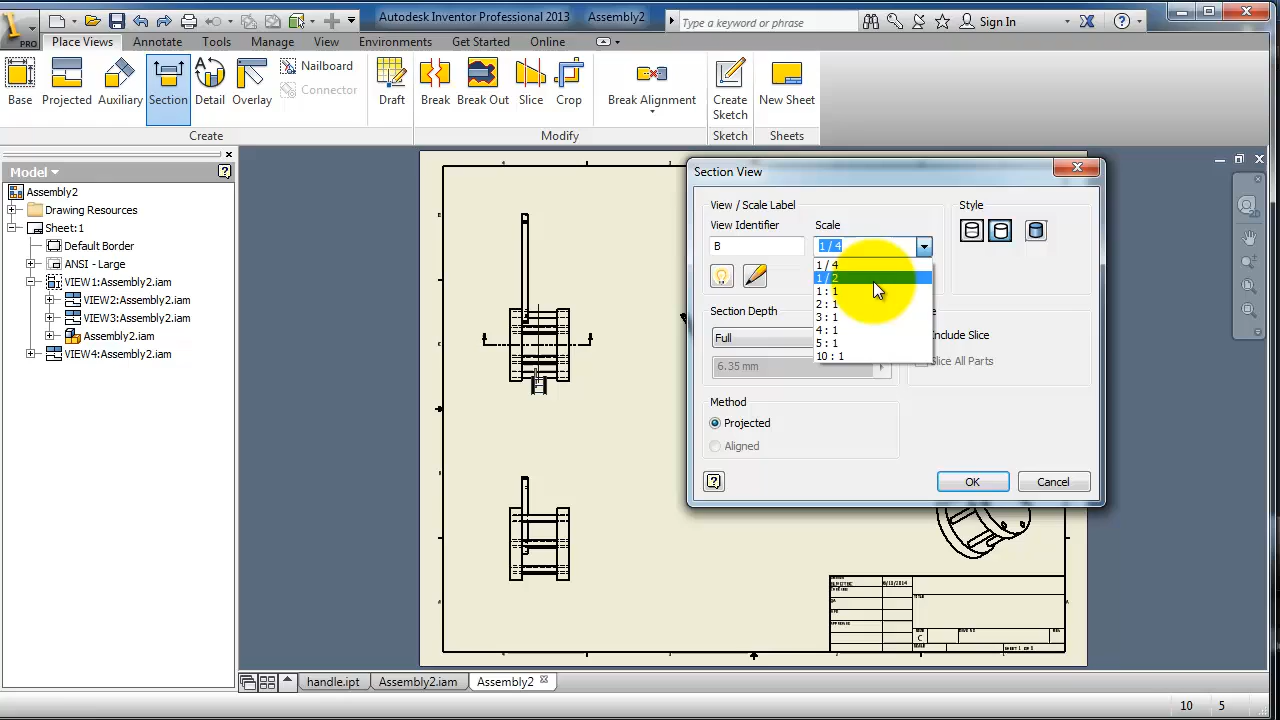 Autodesk Inventor Professional 2013 Assembly2
Type a keyword or phrase
Sign In
PRO
Place Views Annotate Tools Manage View Environments Get Started Online
Base Projected Auxiliary Section Detail Overlay
Nailboard
Connector
Draft Break Break Out Slice Crop Break Alignment
Create Sketch New Sheet
Create Modify Sketch Sheets
Model
Assembly2
Drawing Resources
Sheet:1
Default Border
ANSI - Large
VIEW1:Assembly2.iam
VIEW2:Assembly2.iam
VIEW3:Assembly2.iam
Assembly2.iam
VIEW4:Assembly2.iam
Section View
View / Scale Label
View Identifier
B
Scale
1 / 4
1 / 4
1 / 2
1 : 1
2 : 1
3 : 1
4 : 1
5 : 1
10 : 1
Style
Section Depth
Full
6.35 mm
Include Slice
Slice All Parts
Method
Projected
Aligned
OK Cancel
TITLE
C
handle.ipt Assembly2.iam Assembly2
10 5